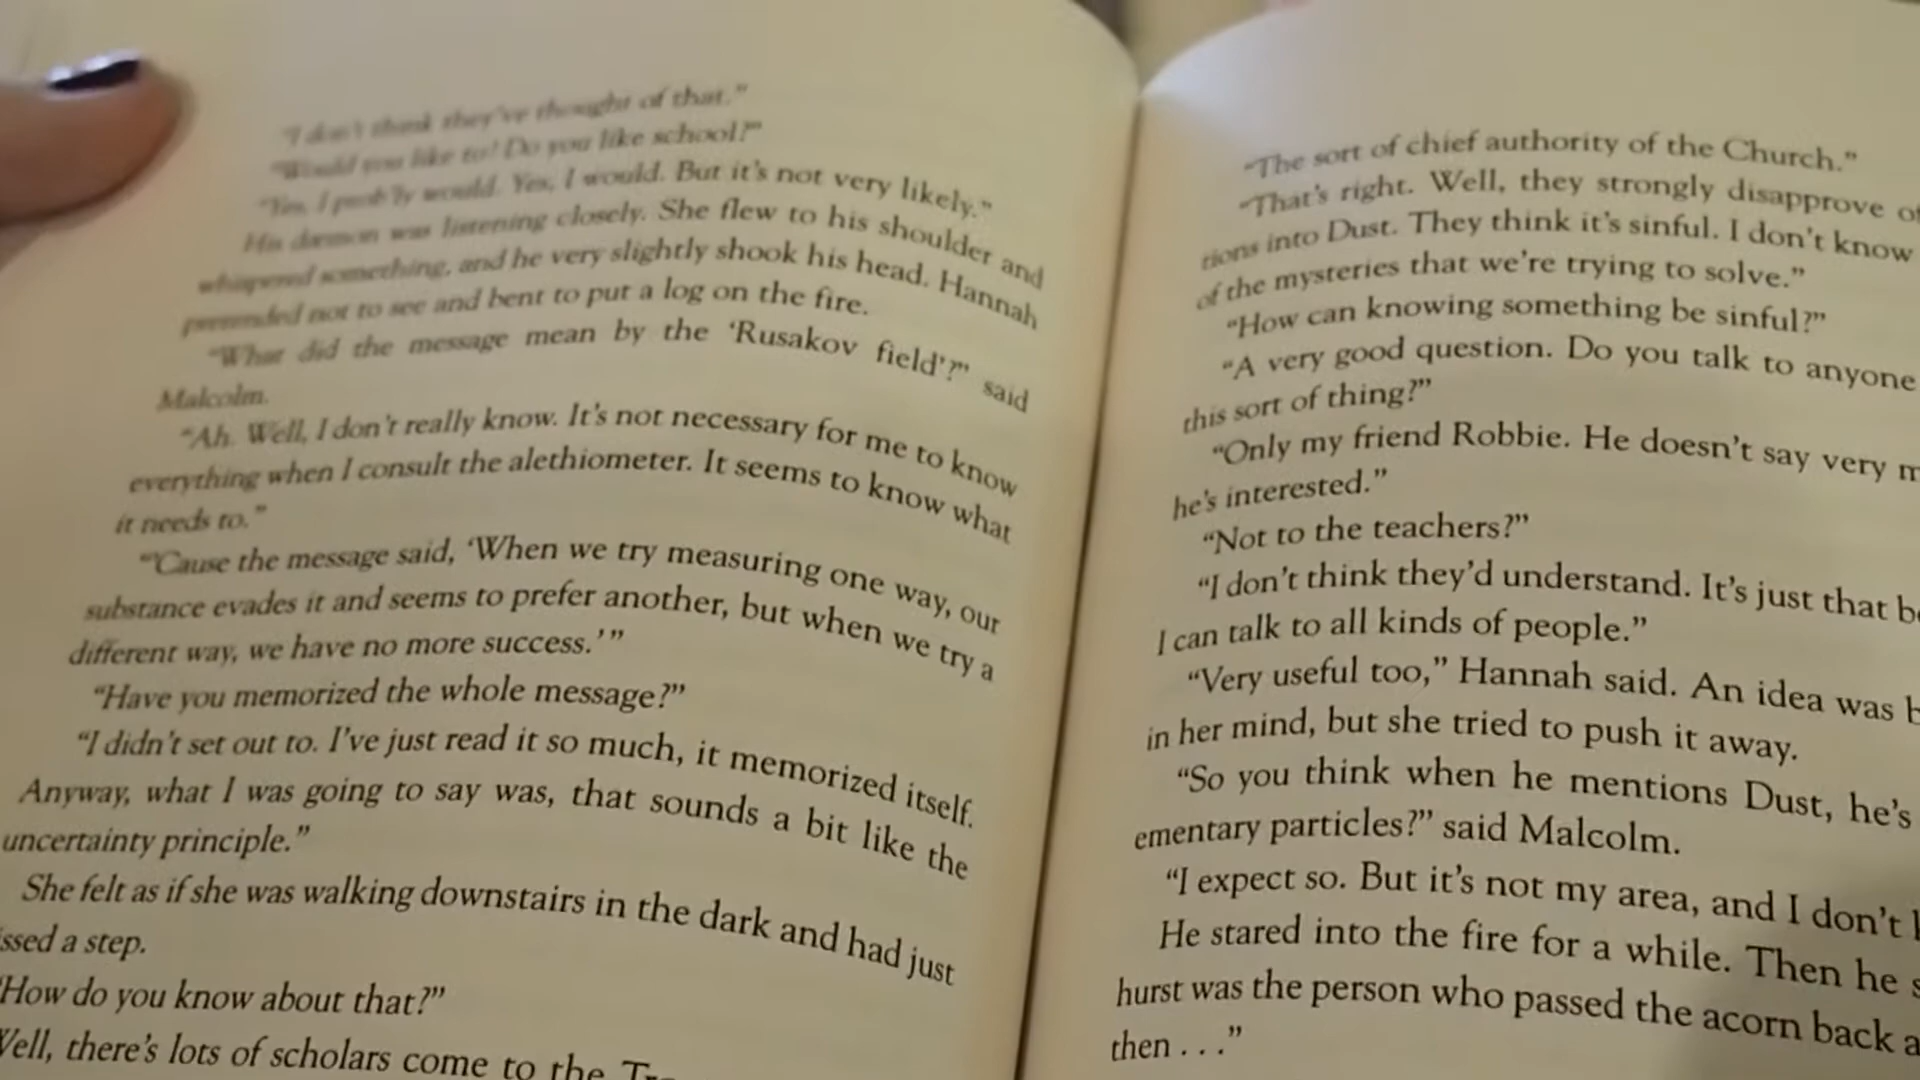 "I don't think they've thought of that."
"Would you like to? Do you like school?"
"Yes, I prob'ly would. Yes, I would. But it's not very likely."
His dæmon was listening closely. She flew to his shoulder and
whispered something, and he very slightly shook his head. Hannah
pretended not to see and bent to put a log on the fire.
"What did the message mean by the 'Rusakov field'?" said
Malcolm.
"Ah. Well, I don't really know. It's not necessary for me to know
everything when I consult the alethiometer. It seems to know what
it needs to."
"'Cause the message said, 'When we try measuring one way, our
substance evades it and seems to prefer another, but when we try a
different way, we have no more success.'"
"Have you memorized the whole message?"
"I didn't set out to. I've just read it so much, it memorized itself.
Anyway, what I was going to say was, that sounds a bit like the
uncertainty principle."
She felt as if she was walking downstairs in the dark and had just
ssed a step.
"How do you know about that?"
Well, there's lots of scholars come to the
"The sort of chief authority of the Church."
"That's right. Well, they strongly disapprove of
tions into Dust. They think it's sinful. I don't know
of the mysteries that we're trying to solve."
"How can knowing something be sinful?"
"A very good question. Do you talk to anyone
this sort of thing?"
"Only my friend Robbie. He doesn't say very m
he's interested."
"Not to the teachers?"
"I don't think they'd understand. It's just that be
I can talk to all kinds of people."
"Very useful too," Hannah said. An idea was b
in her mind, but she tried to push it away.
"So you think when he mentions Dust, he's
ementary particles?" said Malcolm.
"I expect so. But it's not my area, and I don't k
He stared into the fire for a while. Then he s
hurst was the person who passed the acorn back a
then . . ."